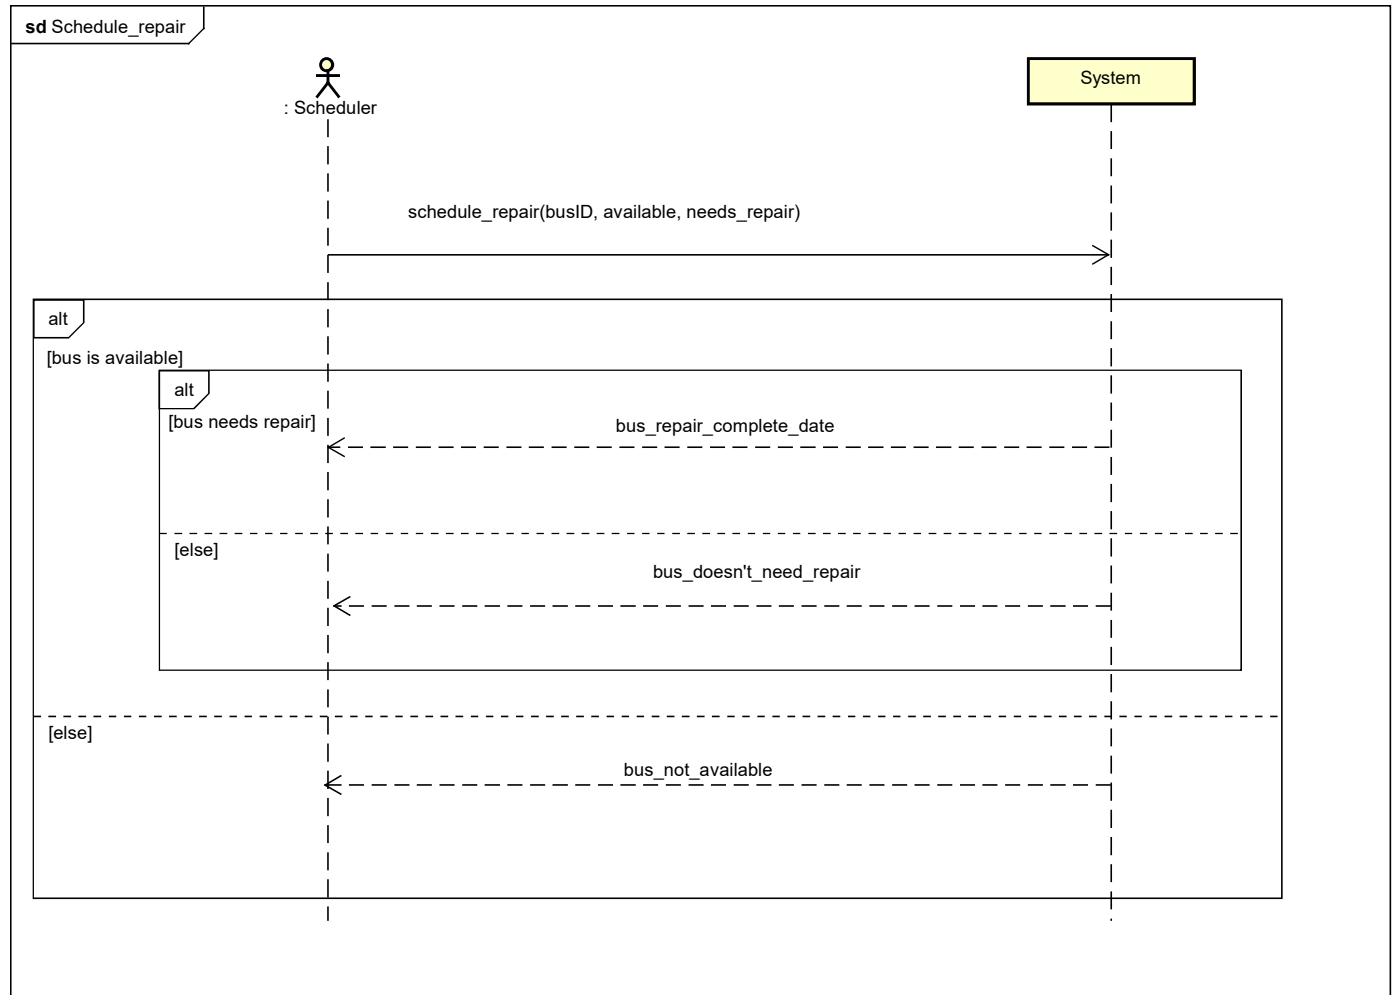 sd Schedule_repair
: Scheduler
System
schedule_repair(busID, available, needs_repair)
alt
[bus is available]
alt
[bus needs repair]
bus_repair_complete_date
[else]
bus_doesn't_need_repair
[else]
bus_not_available